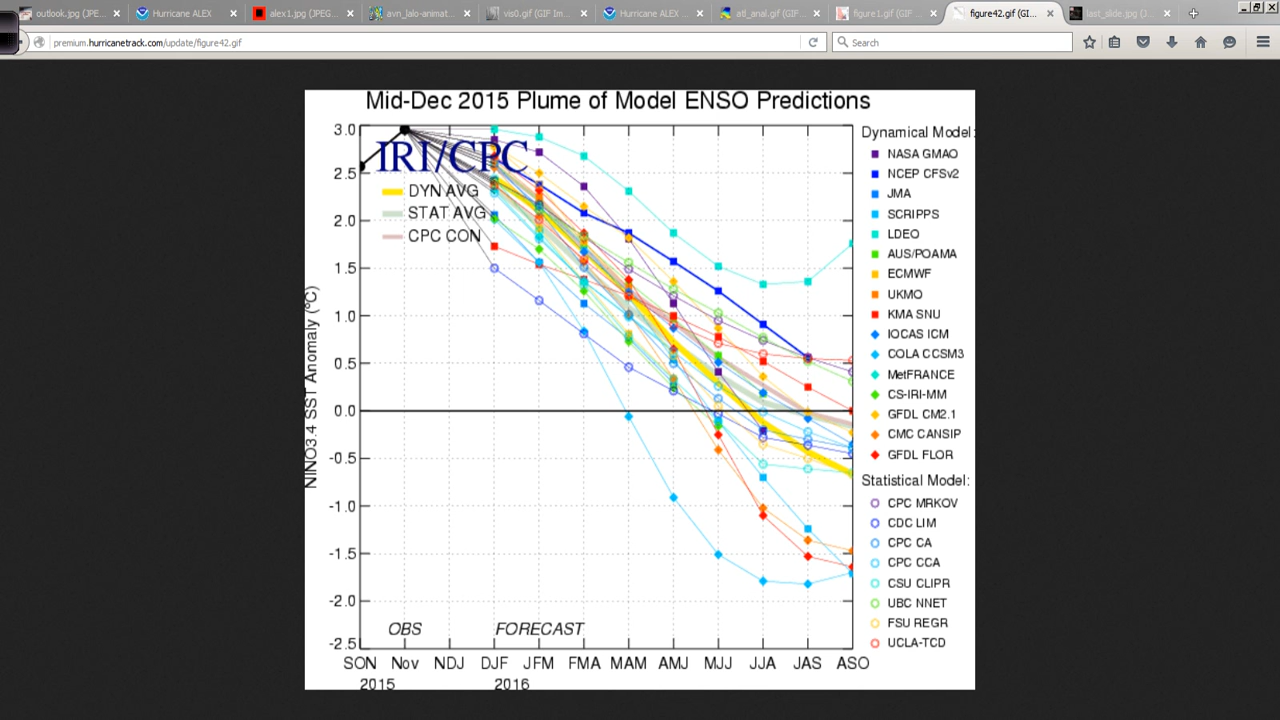 outlook.jpg (JPE...
Hurricane ALEX
alex1.jpg (JPEG...
avn_lalo-animat...
vis0.gif (GIF Im...
Hurricane ALEX ...
atl_anal.gif (GIF...
figure1.gif (GIF ...
figure42.gif (GI...
last_slide.jpg (J...
premium.hurricanetrack.com/update/figure42.gif
Search
Mid-Dec 2015 Plume of Model ENSO Predictions
IRI/CPC
DYN AVG
STAT AVG
CPC CON
NINO3.4 SST Anomaly (°C)
3.0
2.5
2.0
1.5
1.0
0.5
0.0
-0.5
-1.0
-1.5
-2.0
-2.5
OBS FORECAST
SON Nov NDJ DJF JFM FMA MAM AMJ MJJ JJA JAS ASO
2015 2016
Dynamical Model:
NASA GMAO
NCEP CFSv2
JMA
SCRIPPS
LDEO
AUS/POAMA
ECMWF
UKMO
KMA SNU
IOCAS ICM
COLA CCSM3
MetFRANCE
CS-IRI-MM
GFDL CM2.1
CMC CANSIP
GFDL FLOR
Statistical Model:
CPC MRKOV
CDC LIM
CPC CA
CPC CCA
CSU CLIPR
UBC NNET
FSU REGR
UCLA-TCD